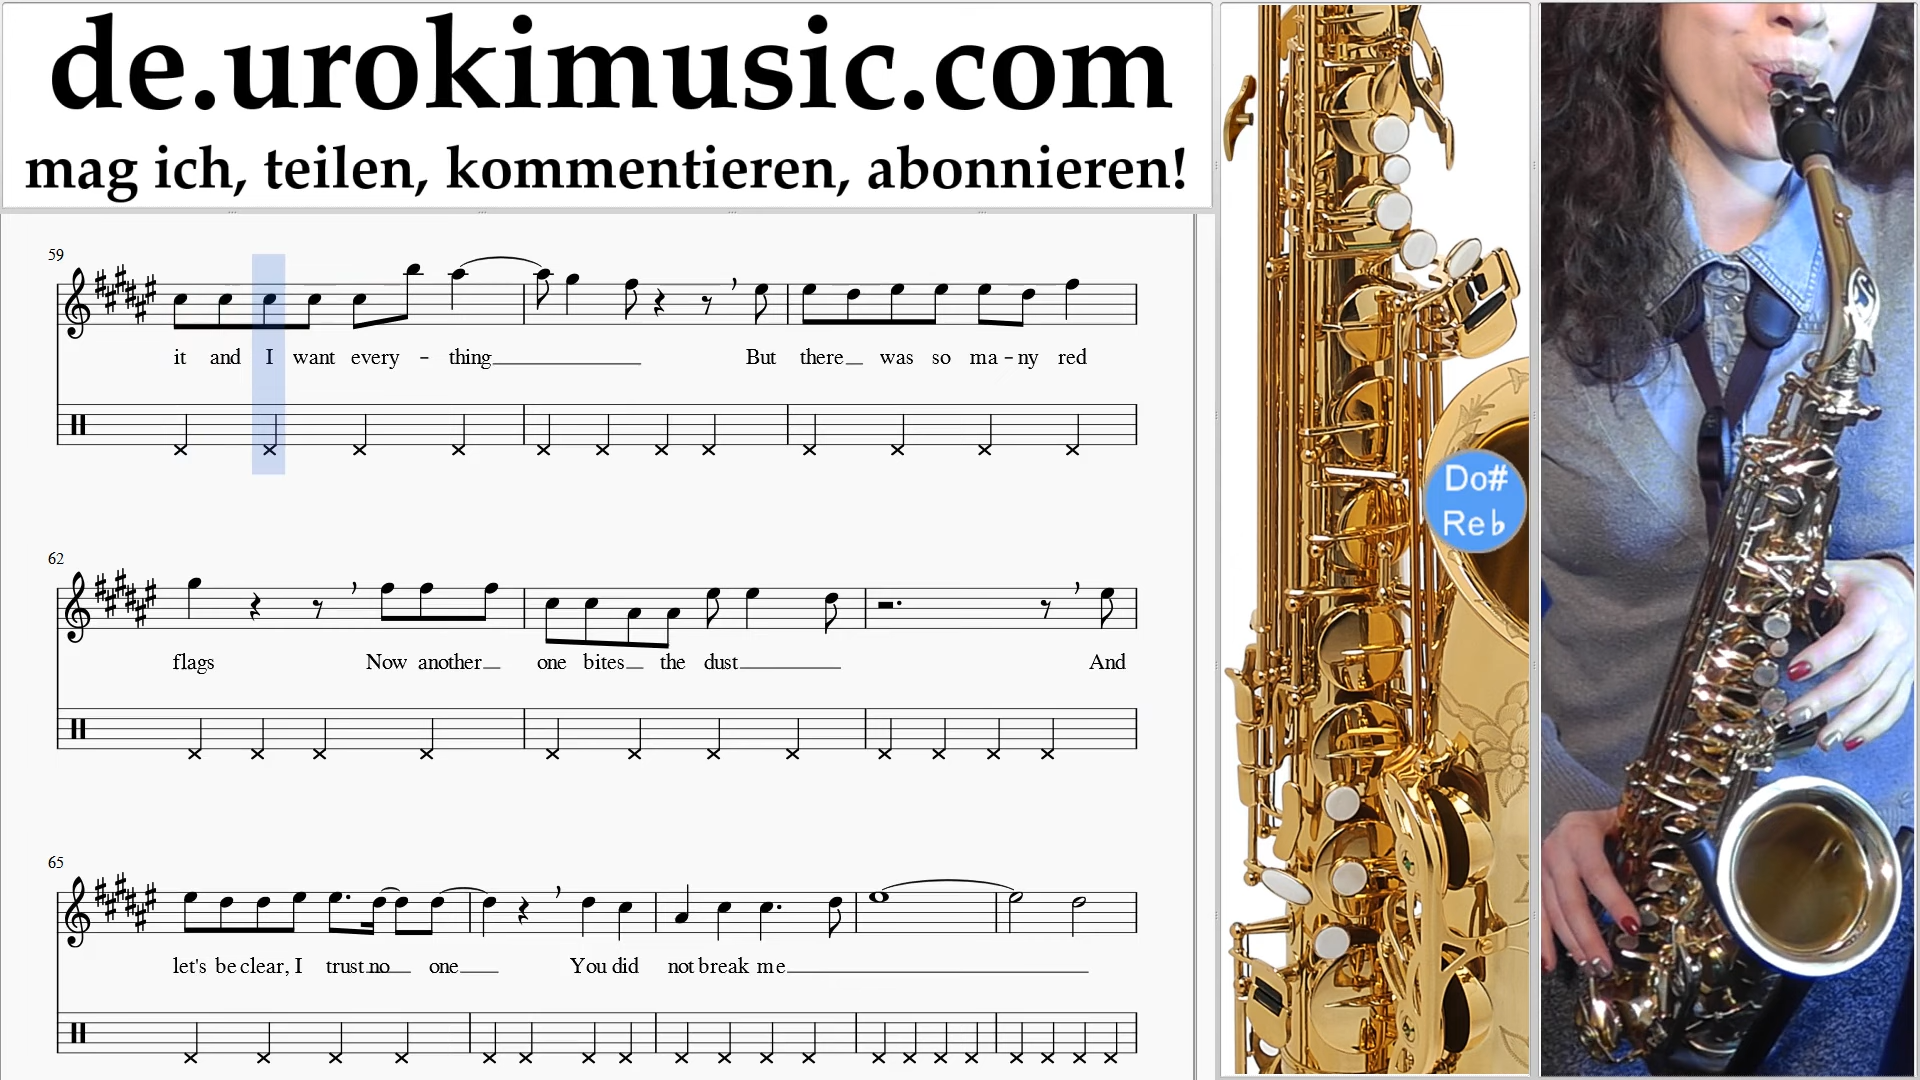 de.urokimusic.com
mag ich, teilen, kommentieren, abonnieren!
59
it and I want every - thing But there was so ma - ny red
62
flags Now another one bites the dust And
65
let's be clear, I trust no one You did not break me
Do#
Re♭